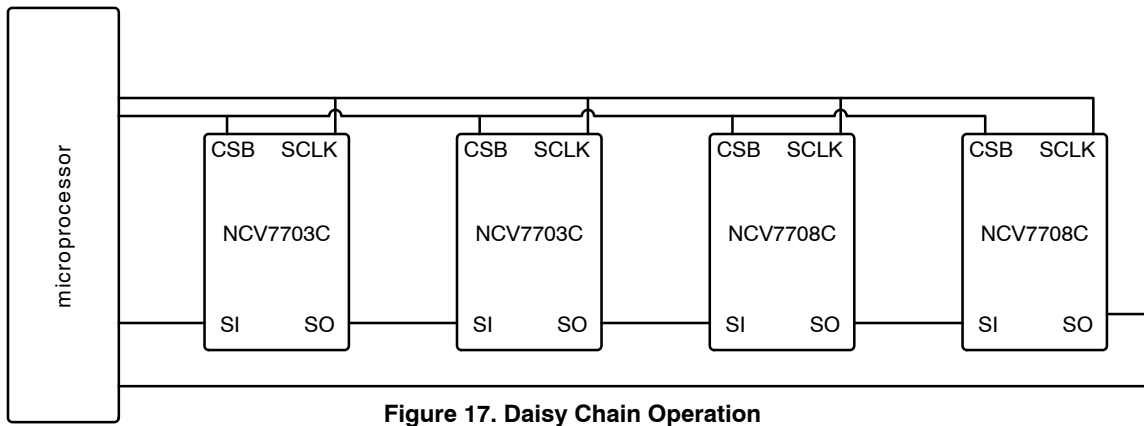 microprocessor
CSB SCLK
NCV7703C
SI SO
CSB SCLK
NCV7703C
SI SO
CSB SCLK
NCV7708C
SI SO
CSB SCLK
NCV7708C
SI SO
Figure 17. Daisy Chain Operation